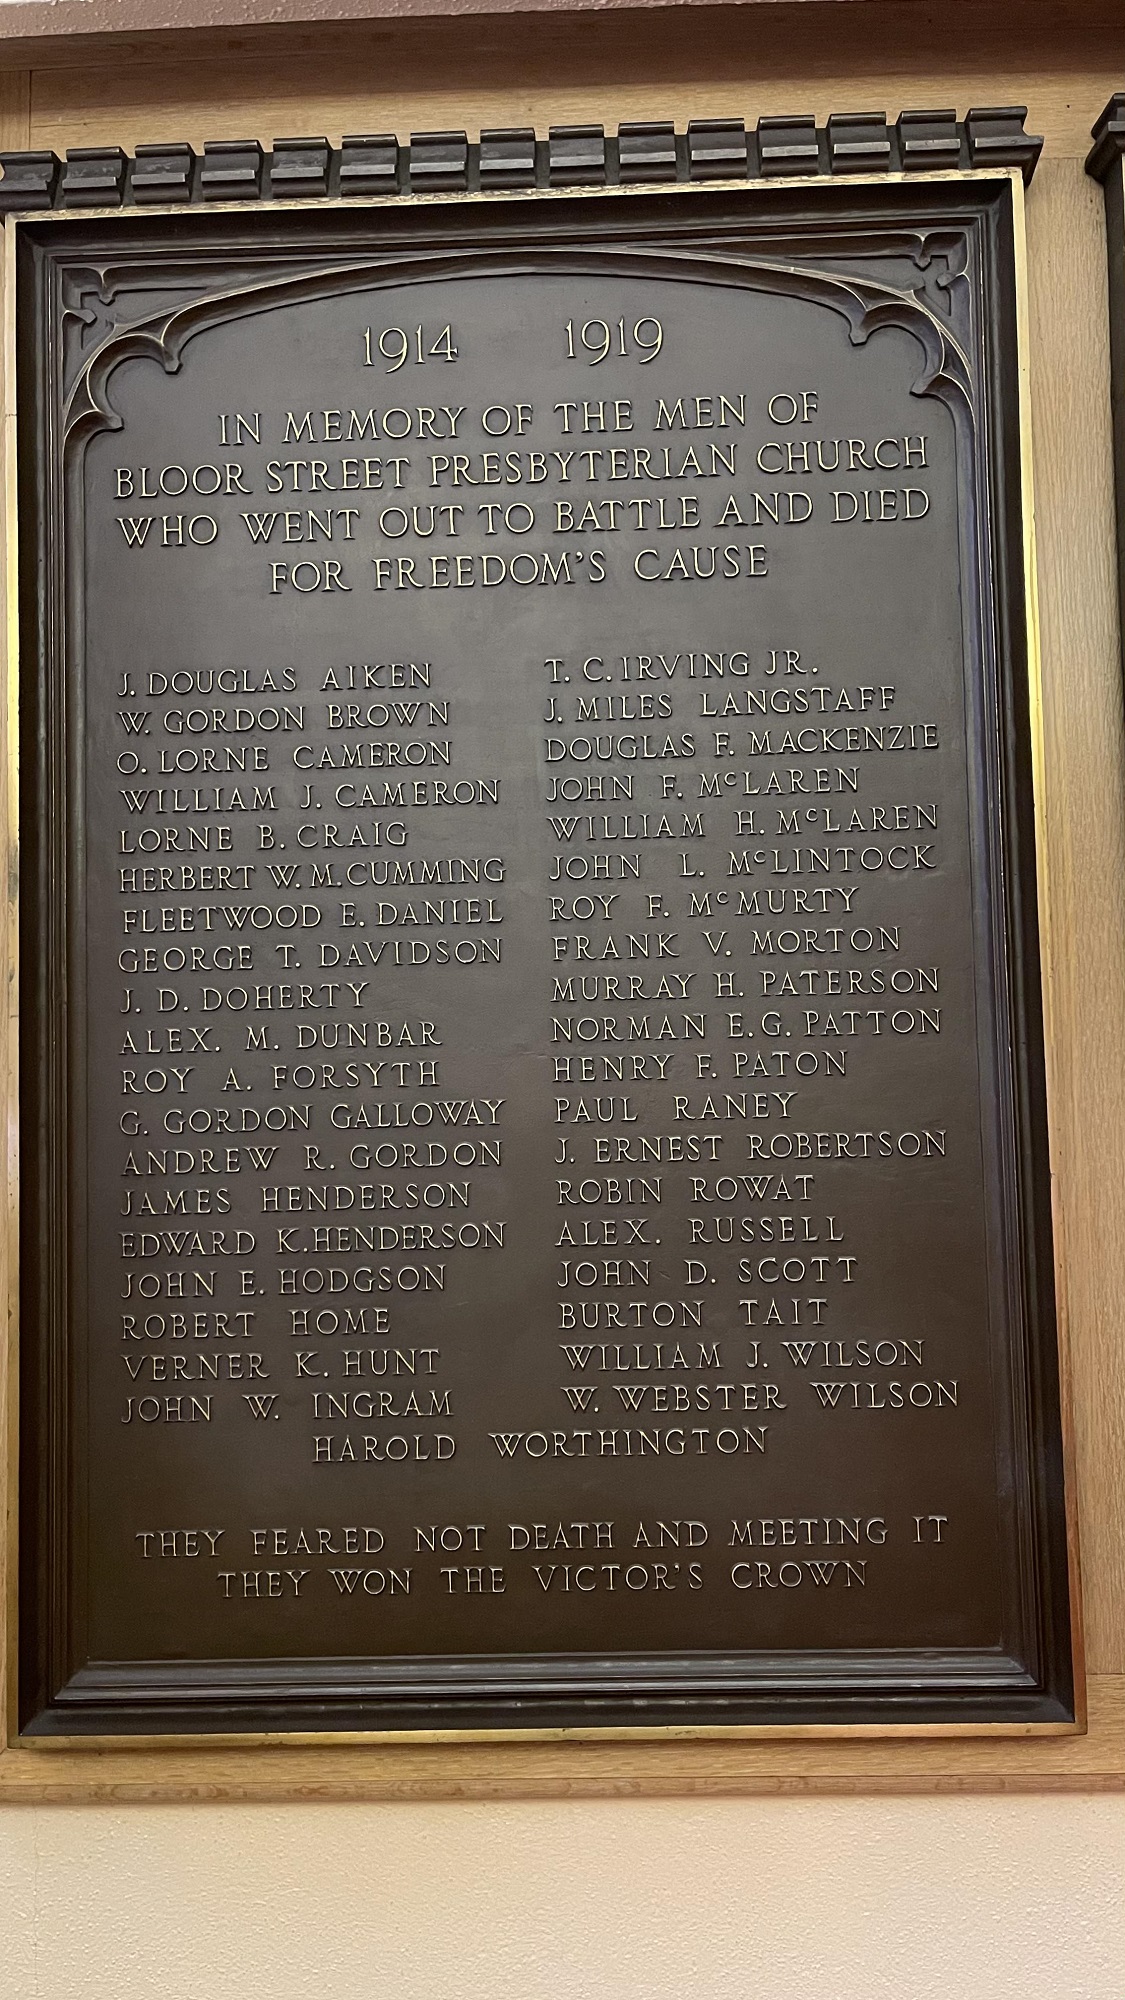 1914 1919
IN MEMORY OF THE MEN OF
BLOOR STREET PRESBYTERIAN CHURCH
WHO WENT OUT TO BATTLE AND DIED
FOR FREEDOM'S CAUSE
J. DOUGLAS AIKEN
W. GORDON BROWN
O. LORNE CAMERON
WILLIAM J. CAMERON
LORNE B. CRAIG
HERBERT W. M. CUMMING
FLEETWOOD E. DANIEL
GEORGE T. DAVIDSON
J. D. DOHERTY
ALEX. M. DUNBAR
ROY A. FORSYTH
G. GORDON GALLOWAY
ANDREW R. GORDON
JAMES HENDERSON
EDWARD K. HENDERSON
JOHN E. HODGSON
ROBERT HOME
VERNER K. HUNT
JOHN W. INGRAM
T. C. IRVING JR.
J. MILES LANGSTAFF
DOUGLAS F. MACKENZIE
JOHN F. McLAREN
WILLIAM H. McLAREN
JOHN L. McLINTOCK
ROY F. McMURTY
FRANK V. MORTON
MURRAY H. PATERSON
NORMAN E. G. PATTON
HENRY F. PATON
PAUL RANEY
J. ERNEST ROBERTSON
ROBIN ROWAT
ALEX. RUSSELL
JOHN D. SCOTT
BURTON TAIT
WILLIAM J. WILSON
W. WEBSTER WILSON
HAROLD WORTHINGTON
THEY FEARED NOT DEATH AND MEETING IT
THEY WON THE VICTOR'S CROWN